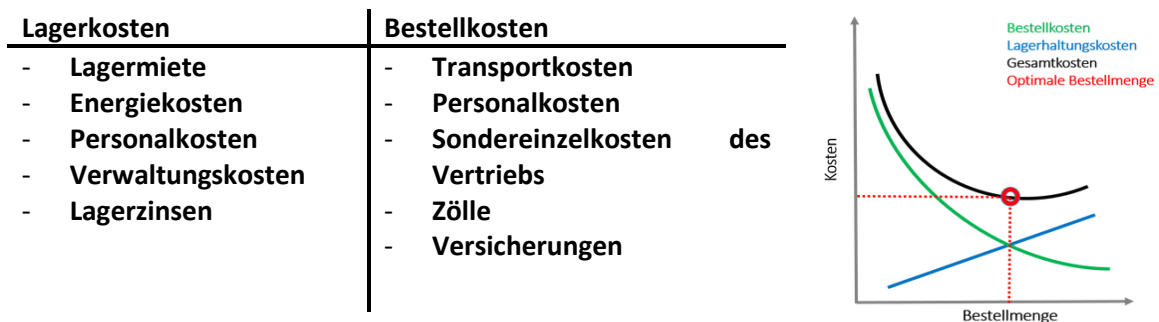 Lagerkosten
- Lagermiete
- Energiekosten
- Personalkosten
- Verwaltungskosten
- Lagerzinsen
Bestellkosten
- Transportkosten
- Personalkosten
- Sondereinzelkosten des
Vertriebs
- Zölle
- Versicherungen
Bestellkosten
Lagerhaltungskosten
Gesamtkosten
Optimale Bestellmenge
Kosten
Bestellmenge